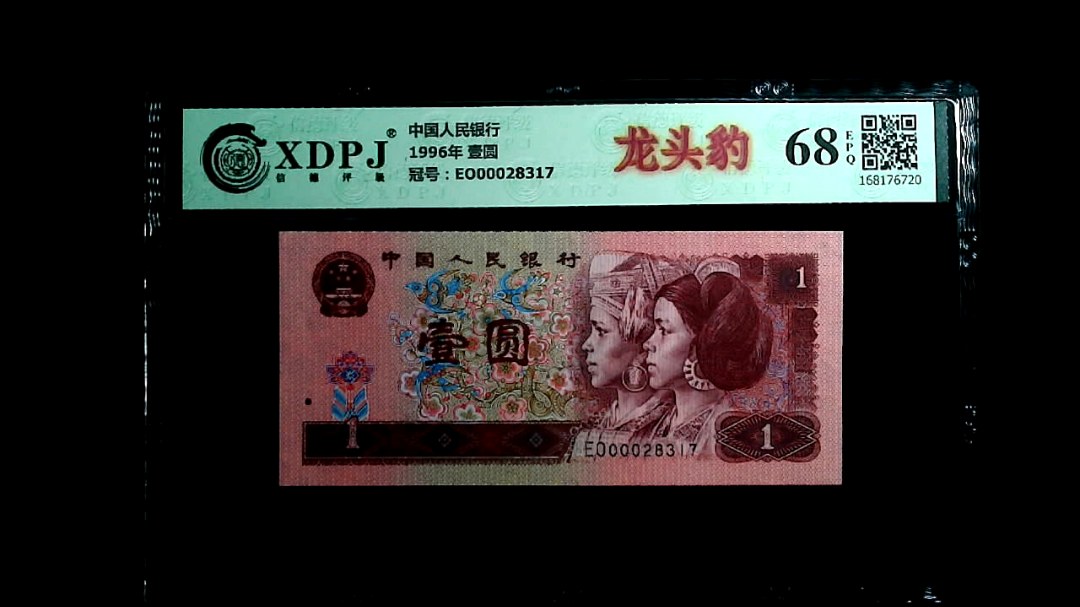 XDPJ®
信德评级
中国人民银行
1996年 壹圆
冠号：EO00028317
龙头豹
68
EPQ
168176720
中国人民银行
1
壹圆
1
EO00028317
1